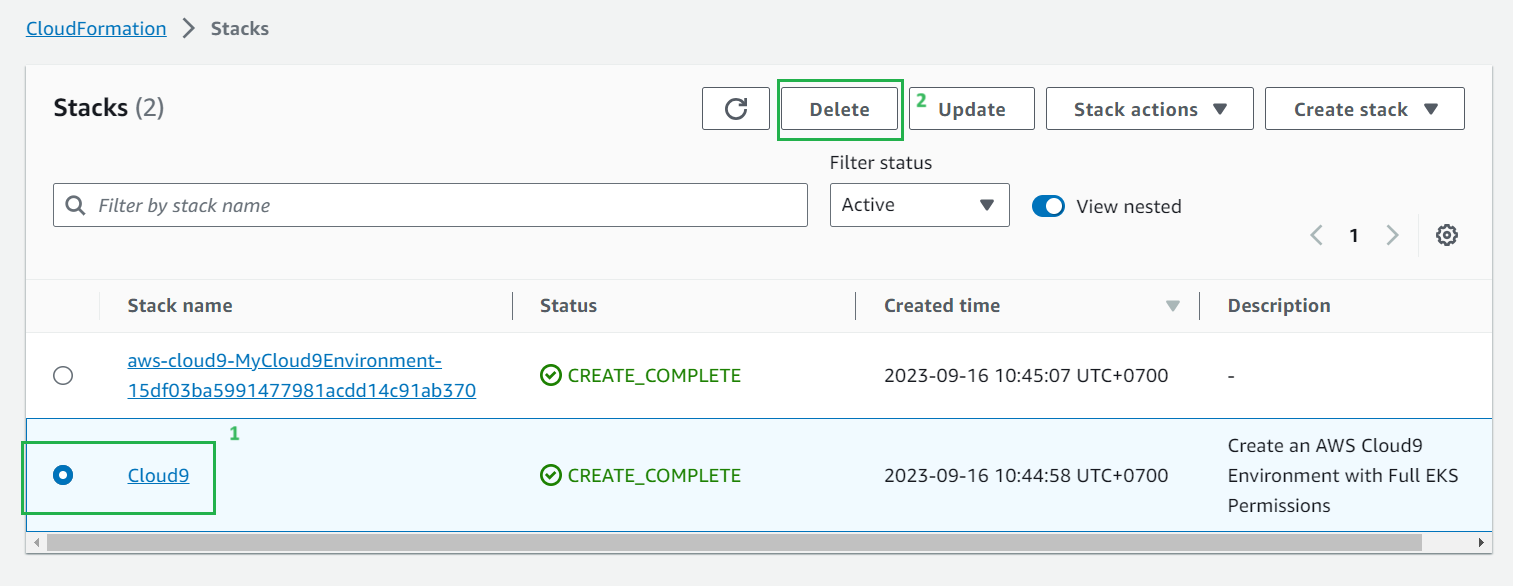 CloudFormation > Stacks
Stacks (2)
Delete
2
Update
Stack actions
Create stack
Filter status
Filter by stack name
Active
View nested
1
Stack name
Status
Created time
Description
aws-cloud9-MyCloud9Environment-
15df03ba5991477981acdd14c91ab370
CREATE_COMPLETE
2023-09-16 10:45:07 UTC+0700
-
1
Cloud9
CREATE_COMPLETE
2023-09-16 10:44:58 UTC+0700
Create an AWS Cloud9
Environment with Full EKS
Permissions